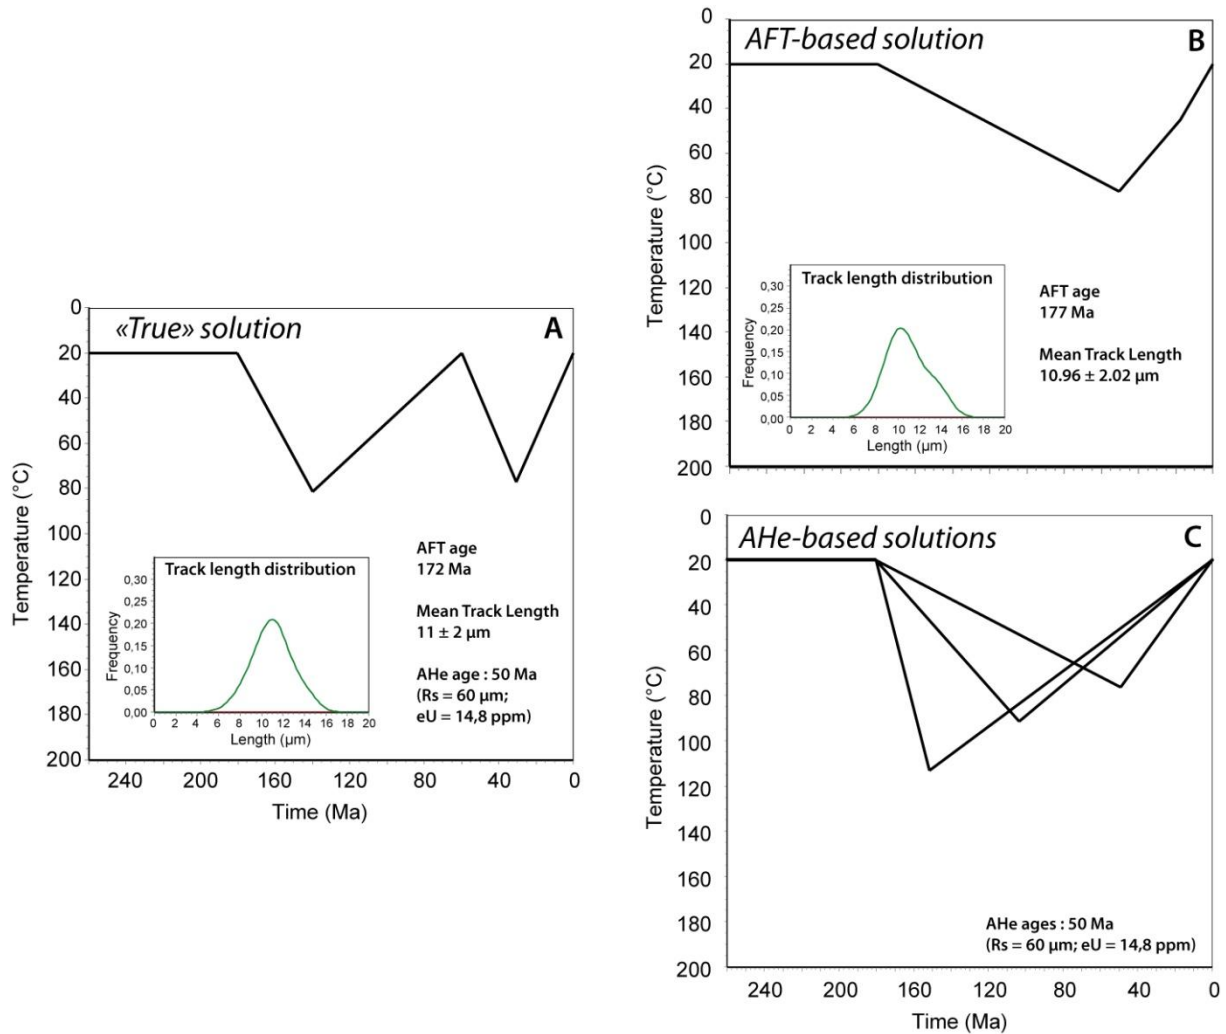 «True» solution
A
0
20
40
60
80
100
120
140
160
180
200
Temperature (°C)
Track length distribution
0,30
0,25
0,20
0,15
0,10
0,05
0,00
Frequency
0 2 4 6 8 10 12 14 16 18 20
Length (µm)
AFT age
172 Ma
Mean Track Length
11 ± 2 µm
AHe age : 50 Ma
(Rs = 60 µm;
eU = 14,8 ppm)
240 200 160 120 80 40 0
Time (Ma)
AFT-based solution
B
0
20
40
60
80
100
120
140
160
180
200
Temperature (°C)
Track length distribution
0,30
0,25
0,20
0,15
0,10
0,05
0,00
Frequency
0 2 4 6 8 10 12 14 16 18 20
Length (µm)
AFT age
177 Ma
Mean Track Length
10.96 ± 2.02 µm
AHe-based solutions
C
0
20
40
60
80
100
120
140
160
180
200
Temperature (°C)
AHe ages : 50 Ma
(Rs = 60 µm; eU = 14,8 ppm)
240 200 160 120 80 40 0
Time (Ma)